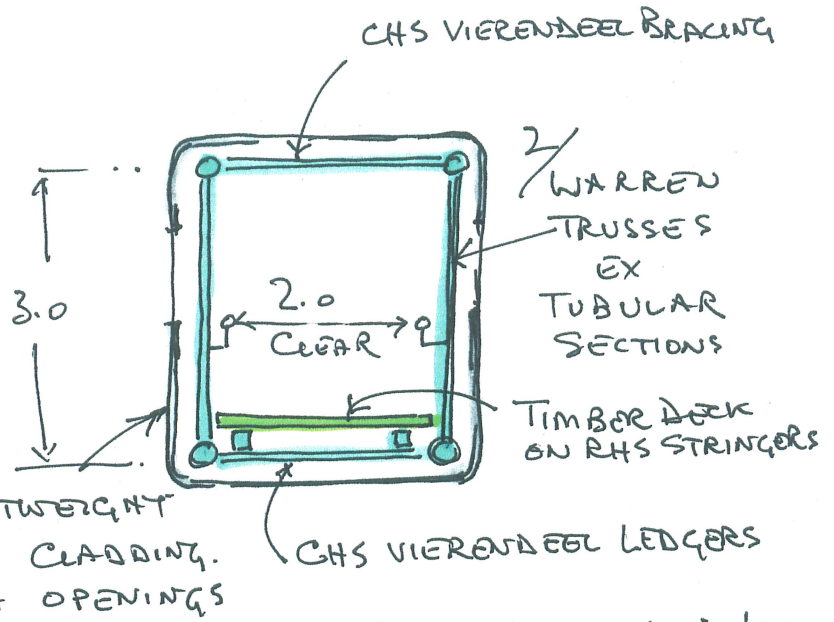 CHS VIERENDEEL BRACING
2/
WARREN
TRUSSES
EX
TUBULAR
SECTIONS
3.0
2.0
CLEAR
TIMBER DECK
ON RHS STRINGERS
TWEIGHT
CLADDING.
OPENINGS
CHS VIERENDEEL LEDGERS